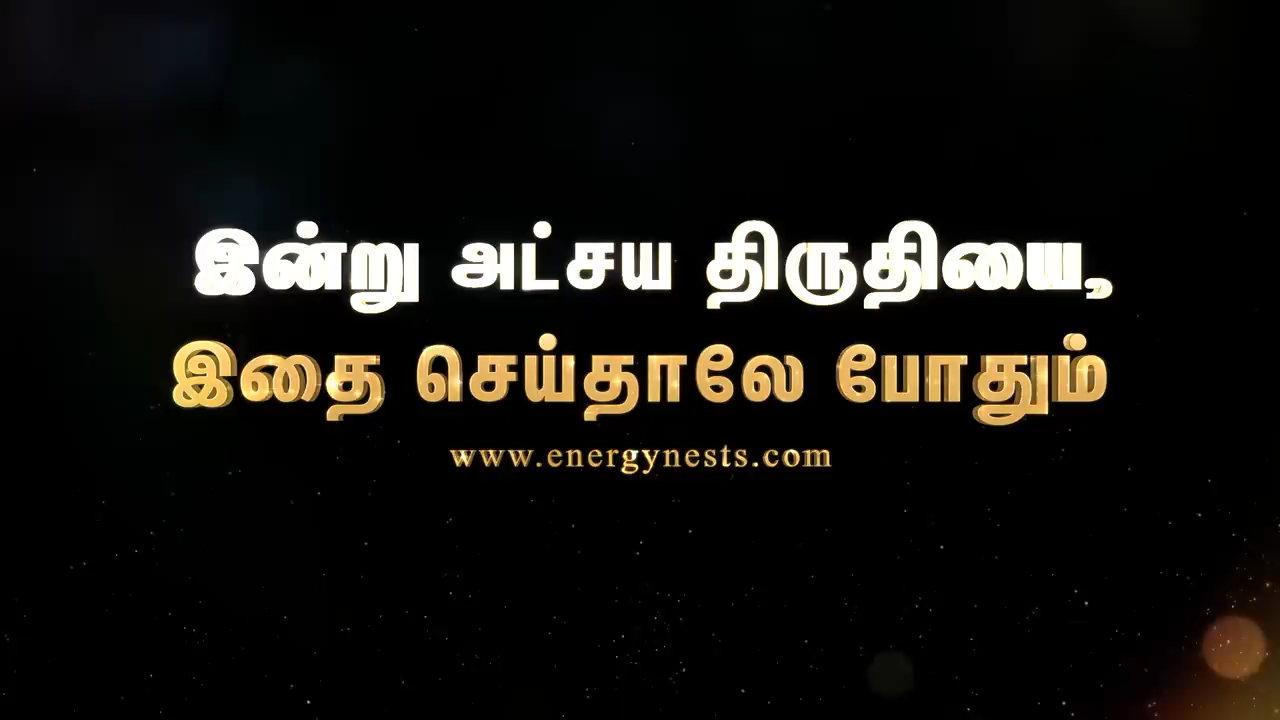 இன்று அட்சய திருதியை,
இதை செய்தாலே போதும்
www.energynests.com